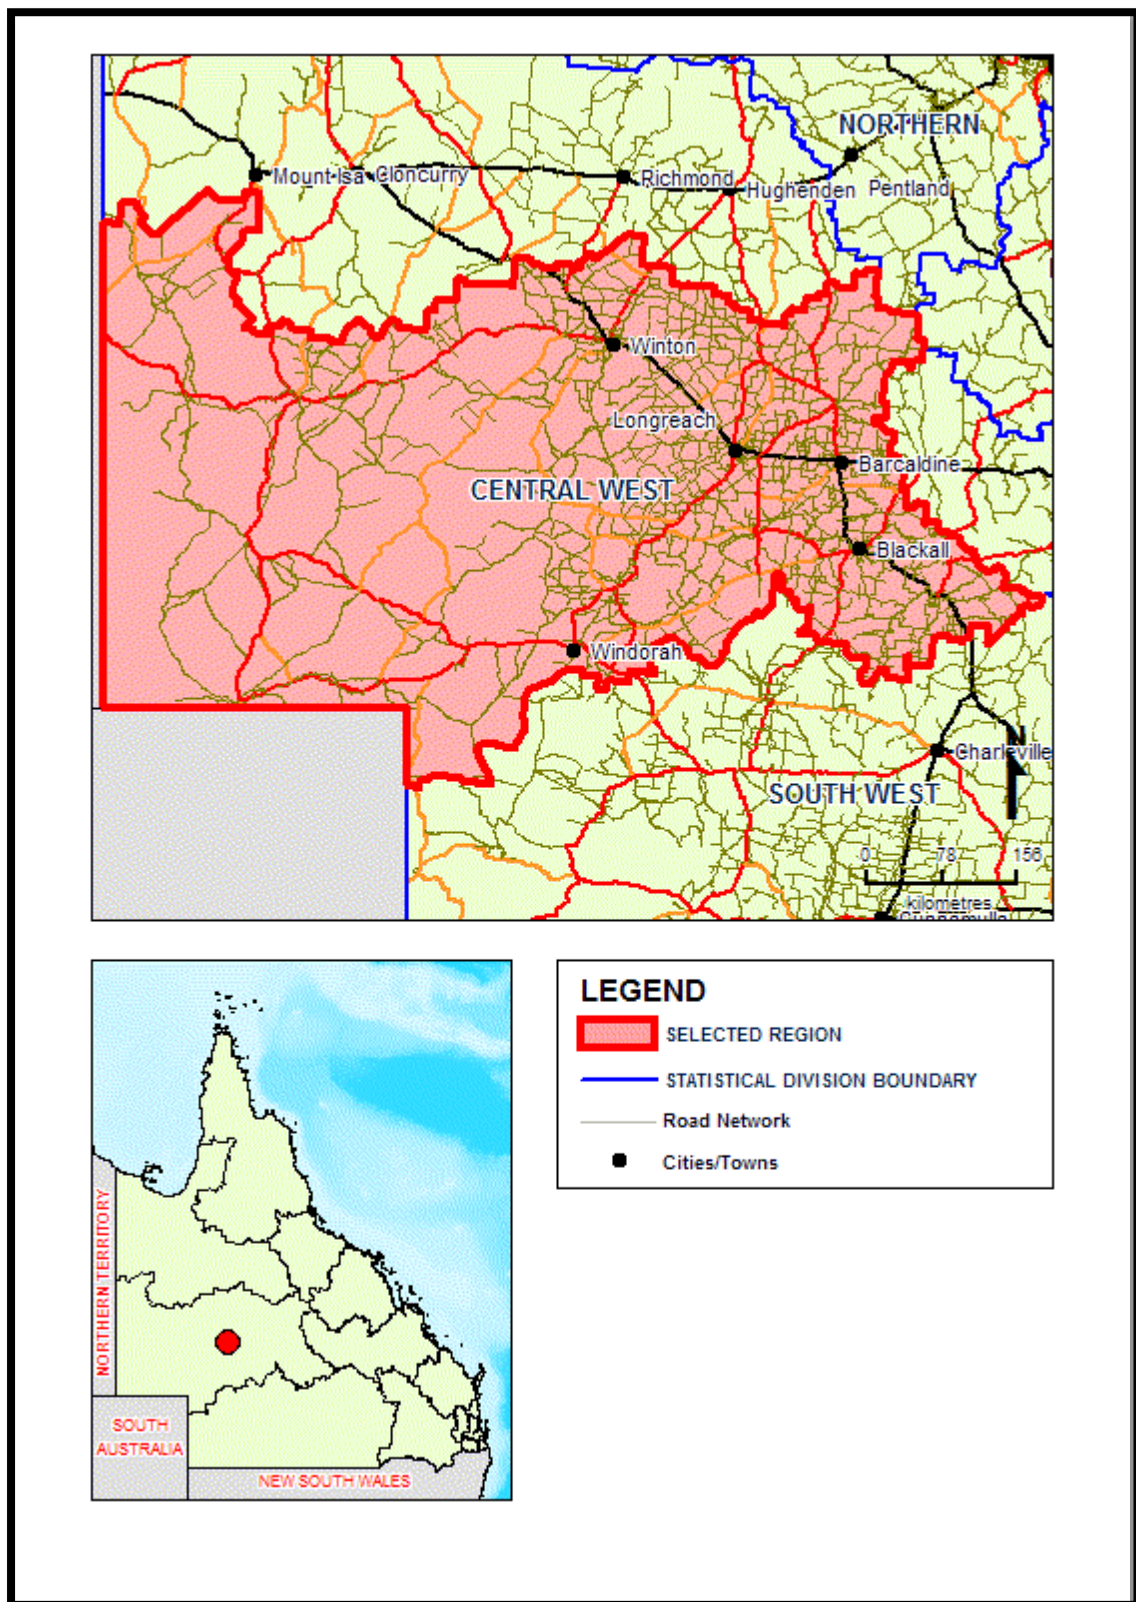 NORTHERN
Mount Isa
Cloncurry
Richmond
Hughenden
Pentland
Winton
Longreach
Barcaldine
CENTRAL WEST
Blackall
Windorah
Charleville
N
SOUTH WEST
0 78 156
kilometres
Cunnamulla
LEGEND
SELECTED REGION
STATISTICAL DIVISION BOUNDARY
Road Network
Cities/Towns
NORTHERN TERRITORY
SOUTH
AUSTRALIA
NEW SOUTH WALES